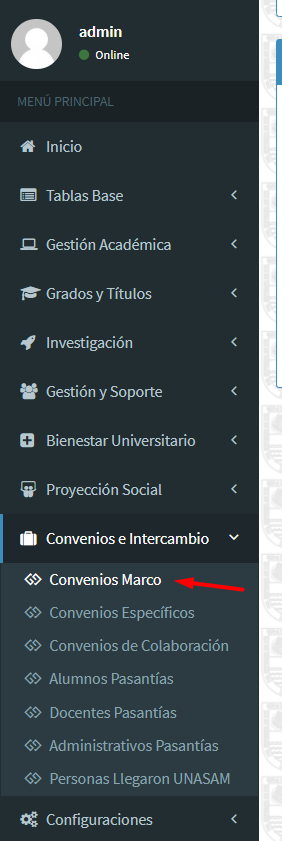 admin
Online
MENÚ PRINCIPAL
Inicio
Tablas Base
Gestión Académica
Grados y Títulos
Investigación
Gestión y Soporte
Bienestar Universitario
Proyección Social
Convenios e Intercambio
Convenios Marco
Convenios Específicos
Convenios de Colaboración
Alumnos Pasantías
Docentes Pasantías
Administrativos Pasantías
Personas Llegaron UNASAM
Configuraciones